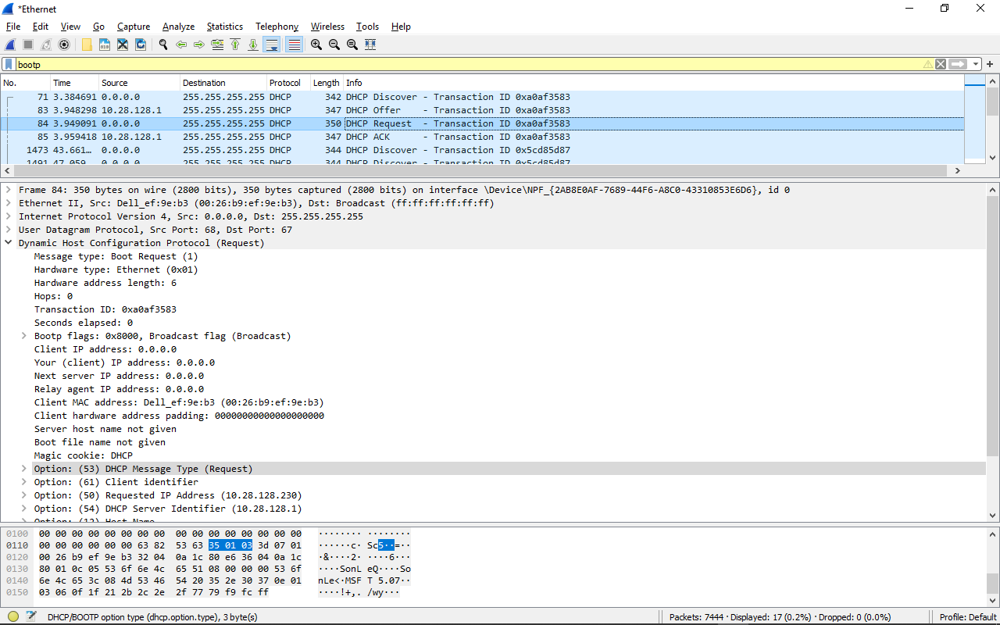 *Ethernet
File Edit View Go Capture Analyze Statistics Telephony Wireless Tools Help
bootp
No. Time Source Destination Protocol Length Info
71 3.384691 0.0.0.0 255.255.255.255 DHCP 342 DHCP Discover - Transaction ID 0xa0af3583
83 3.948298 10.28.128.1 255.255.255.255 DHCP 347 DHCP Offer - Transaction ID 0xa0af3583
84 3.949091 0.0.0.0 255.255.255.255 DHCP 350 DHCP Request - Transaction ID 0xa0af3583
85 3.959418 10.28.128.1 255.255.255.255 DHCP 347 DHCP ACK - Transaction ID 0xa0af3583
1473 43.661… 0.0.0.0 255.255.255.255 DHCP 344 DHCP Discover - Transaction ID 0x5cd85d87
1491 47.059 0.0.0.0 255.255.255.255 DHCP 344 DHCP Discover - Transaction ID 0x5cd85d87
Frame 84: 350 bytes on wire (2800 bits), 350 bytes captured (2800 bits) on interface \Device\NPF_{2AB8E0AF-7689-44F6-A8C0-43310853E6D6}, id 0
Ethernet II, Src: Dell_ef:9e:b3 (00:26:b9:ef:9e:b3), Dst: Broadcast (ff:ff:ff:ff:ff:ff)
Internet Protocol Version 4, Src: 0.0.0.0, Dst: 255.255.255.255
User Datagram Protocol, Src Port: 68, Dst Port: 67
Dynamic Host Configuration Protocol (Request)
Message type: Boot Request (1)
Hardware type: Ethernet (0x01)
Hardware address length: 6
Hops: 0
Transaction ID: 0xa0af3583
Seconds elapsed: 0
Bootp flags: 0x8000, Broadcast flag (Broadcast)
Client IP address: 0.0.0.0
Your (client) IP address: 0.0.0.0
Next server IP address: 0.0.0.0
Relay agent IP address: 0.0.0.0
Client MAC address: Dell_ef:9e:b3 (00:26:b9:ef:9e:b3)
Client hardware address padding: 00000000000000000000
Server host name not given
Boot file name not given
Magic cookie: DHCP
Option: (53) DHCP Message Type (Request)
Option: (61) Client identifier
Option: (50) Requested IP Address (10.28.128.230)
Option: (54) DHCP Server Identifier (10.28.128.1)
Option: (12) Host Name
0100 00 00 00 00 00 00 00 00 00 00 00 00 00 00 00 00 ········ ········
0110 00 00 00 00 00 00 63 82 53 63 35 01 03 3d 07 01 ······c· Sc5··=··
0120 00 26 b9 ef 9e b3 32 04 0a 1c 80 e6 36 04 0a 1c ·&····2· ····6···
0130 80 01 0c 05 53 6f 6e 4c 65 51 08 00 00 00 53 6f ····SonL eQ····So
0140 6e 4c 65 3c 08 4d 53 46 54 20 35 2e 30 37 0e 01 nLe<·MSF T 5.07··
0150 03 06 0f 1f 21 2b 2c 2e 2f 77 79 f9 fc ff ····!+,. /wy···
DHCP/BOOTP option type (dhcp.option.type), 3 byte(s) Packets: 7444 · Displayed: 17 (0.2%) · Dropped: 0 (0.0%) Profile: Default